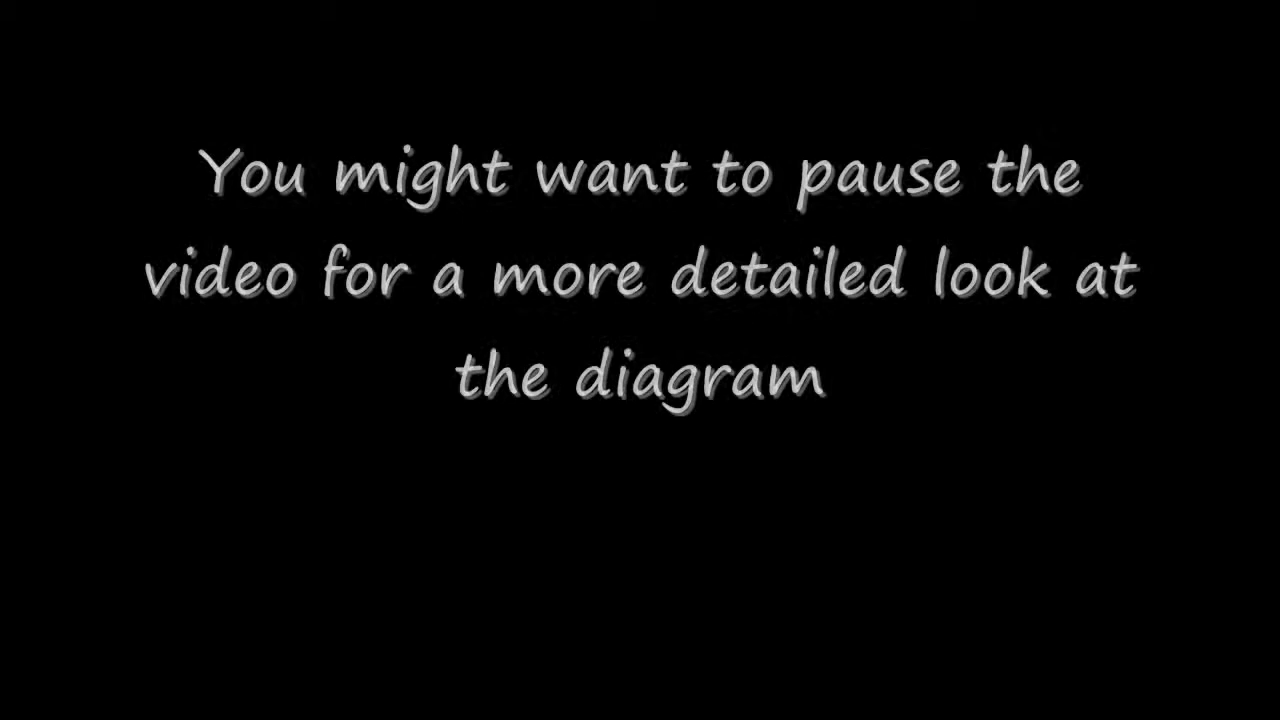 You might want to pause the
video for a more detailed look at
the diagram